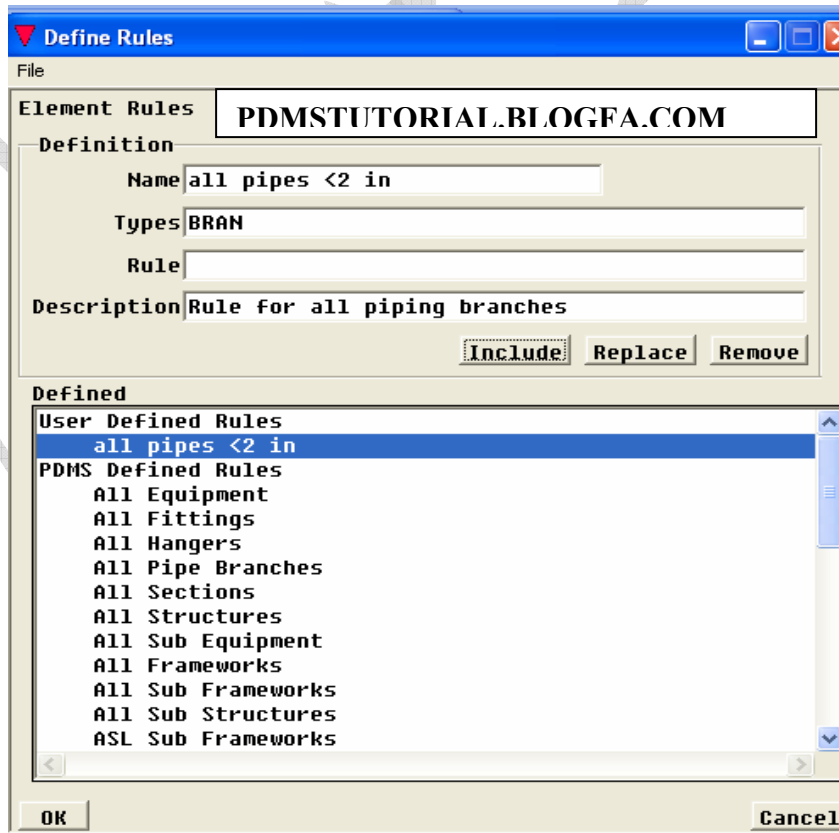 Define Rules
File
Element Rules
PDMSTUTORIAL.BLOGFA.COM
Definition
Name all pipes <2 in
Types BRAN
Rule
Description Rule for all piping branches
Include Replace Remove
Defined
User Defined Rules
all pipes <2 in
PDMS Defined Rules
All Equipment
All Fittings
All Hangers
All Pipe Branches
All Sections
All Structures
All Sub Equipment
All Frameworks
All Sub Frameworks
All Sub Structures
ASL Sub Frameworks
OK Cancel